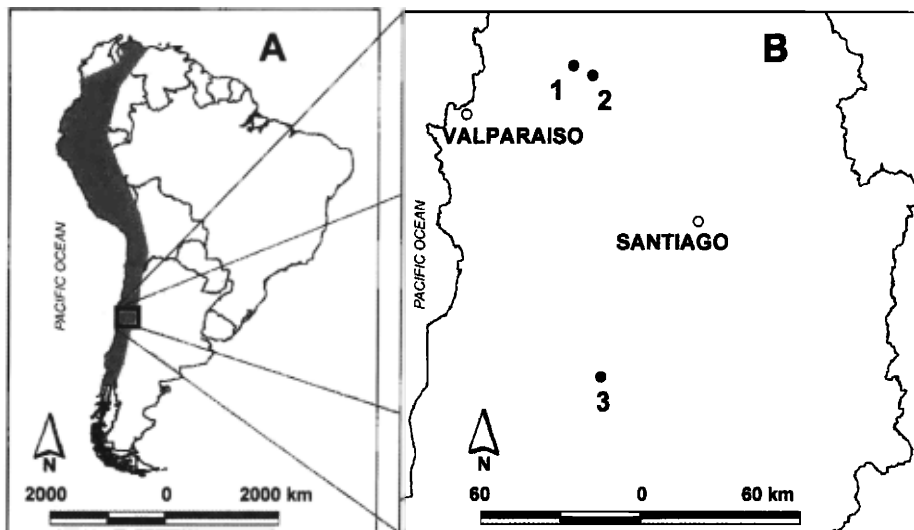 A
PACIFIC OCEAN
N
2000 0 2000 km
B
1
2
VALPARAISO
SANTIAGO
PACIFIC OCEAN
3
N
60 0 60 km